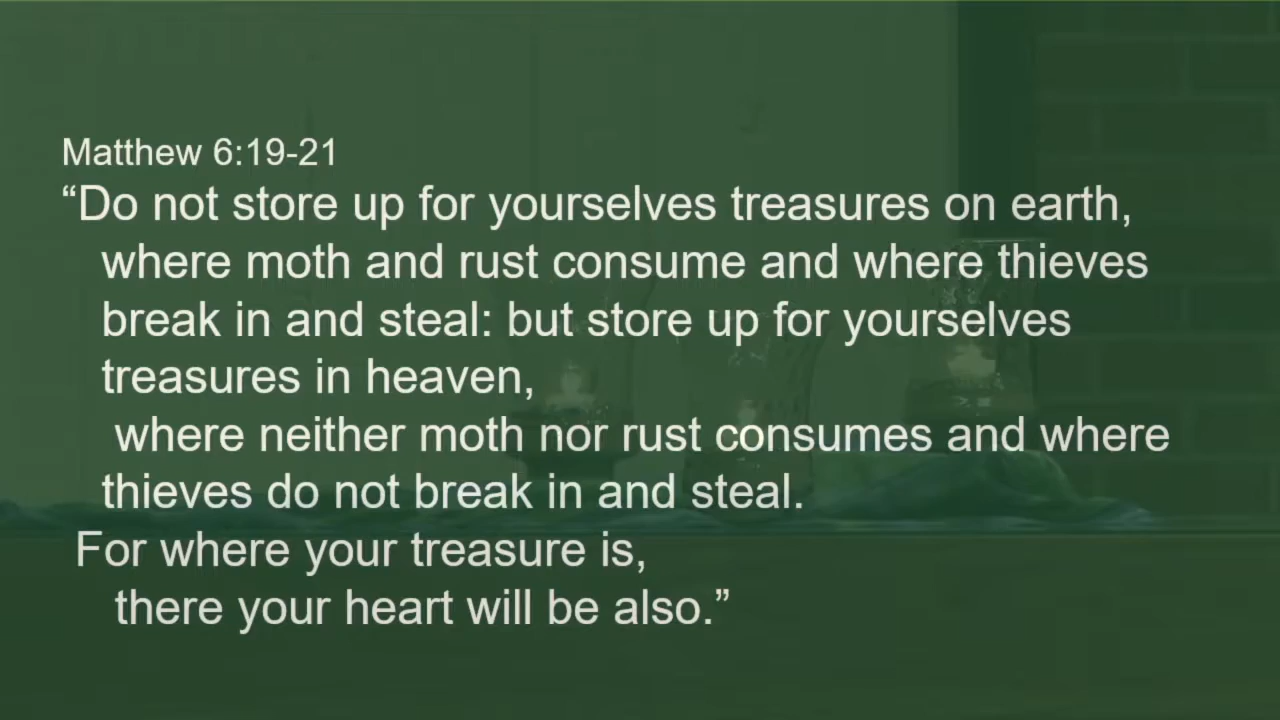 Matthew 6:19-21
“Do not store up for yourselves treasures on earth,
where moth and rust consume and where thieves
break in and steal: but store up for yourselves
treasures in heaven,
where neither moth nor rust consumes and where
thieves do not break in and steal.
For where your treasure is,
there your heart will be also.”